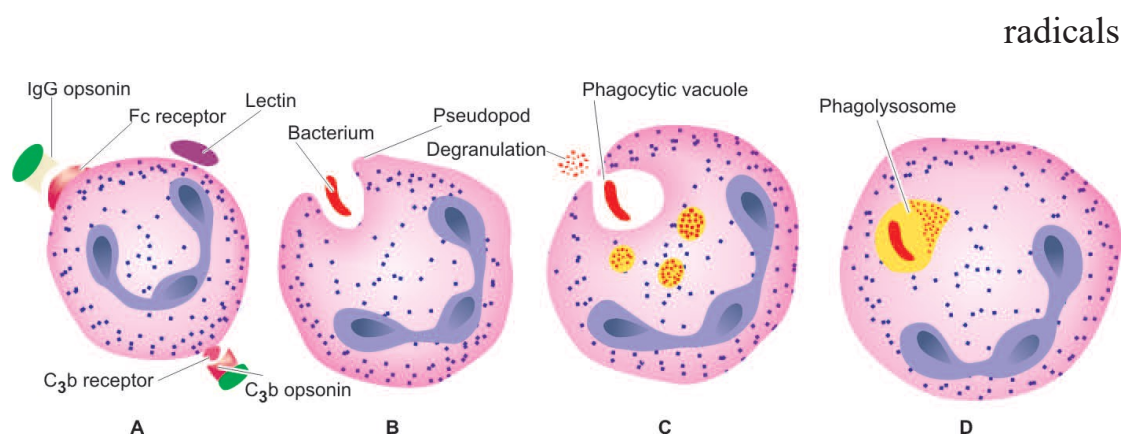 radicals
IgG opsonin
Fc receptor
Lectin
Bacterium
Pseudopod
Degranulation
Phagocytic vacuole
Phagolysosome
C3b receptor
C3b opsonin
A
B
C
D